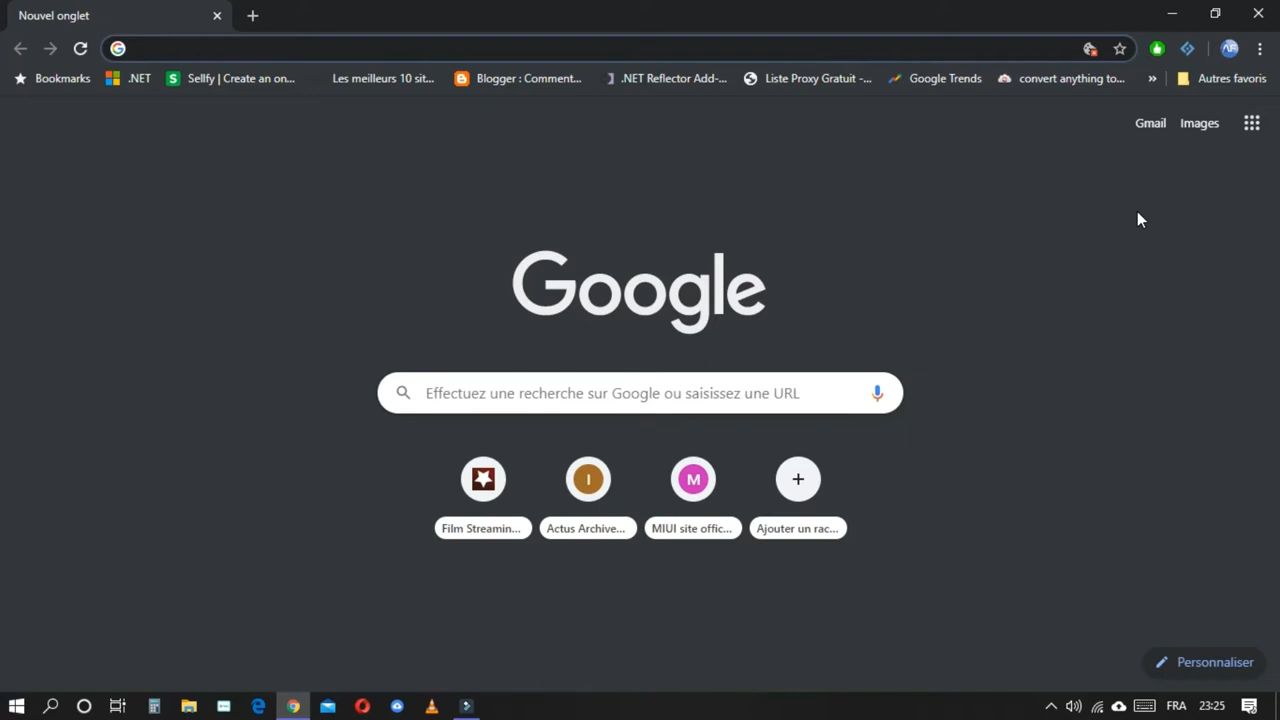 Nouvel onglet
Bookmarks
.NET
Sellfy | Create an on...
Les meilleurs 10 sit...
Blogger : Comment...
.NET Reflector Add-...
Liste Proxy Gratuit -...
Google Trends
convert anything to...
»
Autres favoris
Gmail
Images
Google
Effectuez une recherche sur Google ou saisissez une URL
I
M
Film Streamin...
Actus Archive...
MIUI site offic...
Ajouter un rac...
Personnaliser
FRA
23:25